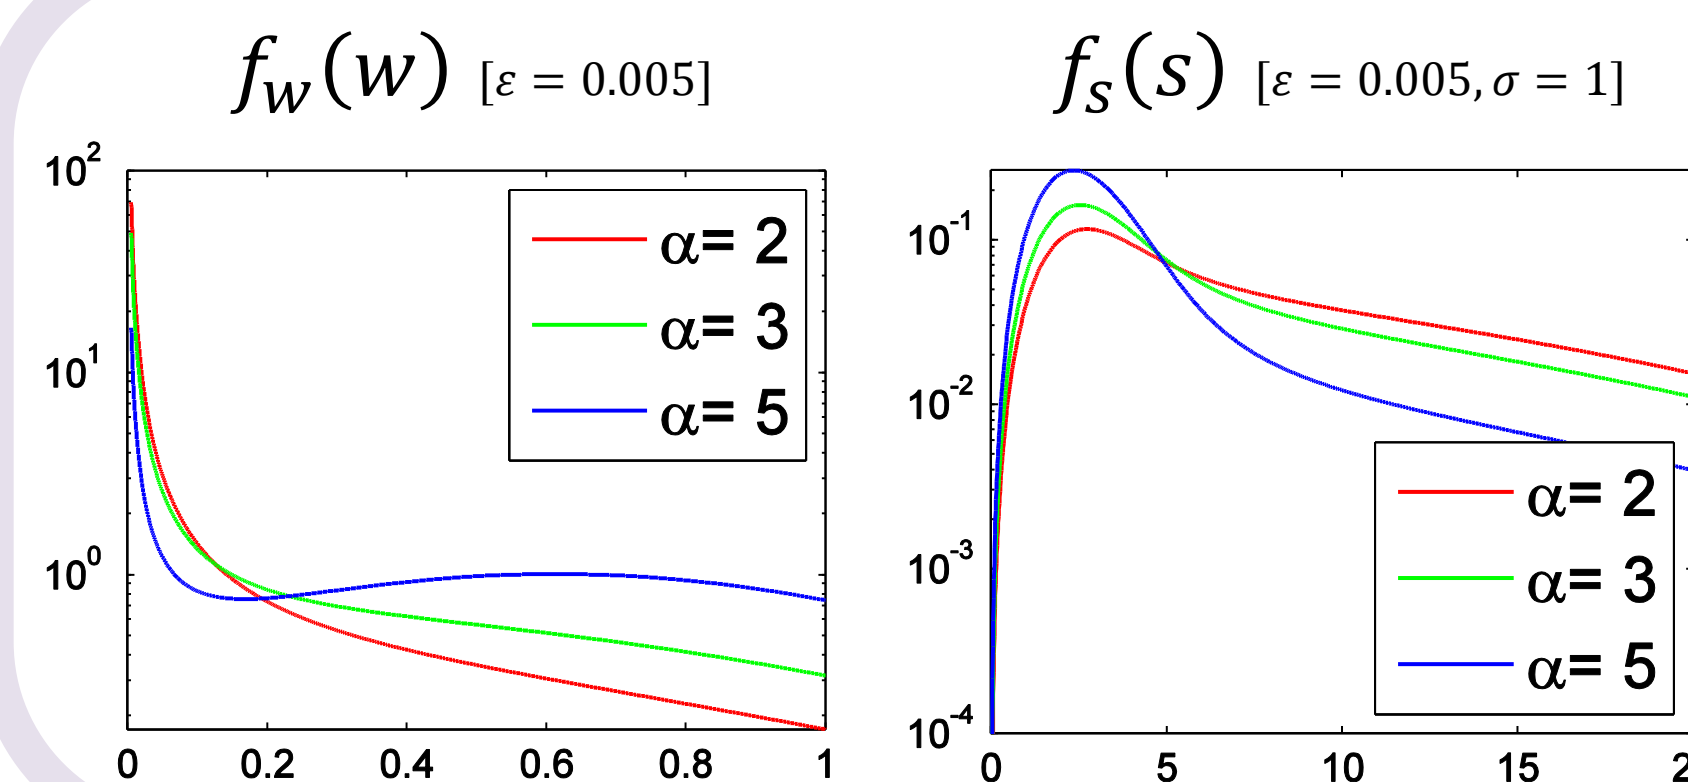 f_w(w) [ε = 0.005]
10^2
10^1
10^0
α= 2
α= 3
α= 5
0 0.2 0.4 0.6 0.8 1
f_s(s) [ε = 0.005, σ = 1]
10^-1
10^-2
10^-3
10^-4
α= 2
α= 3
α= 5
0 5 10 15